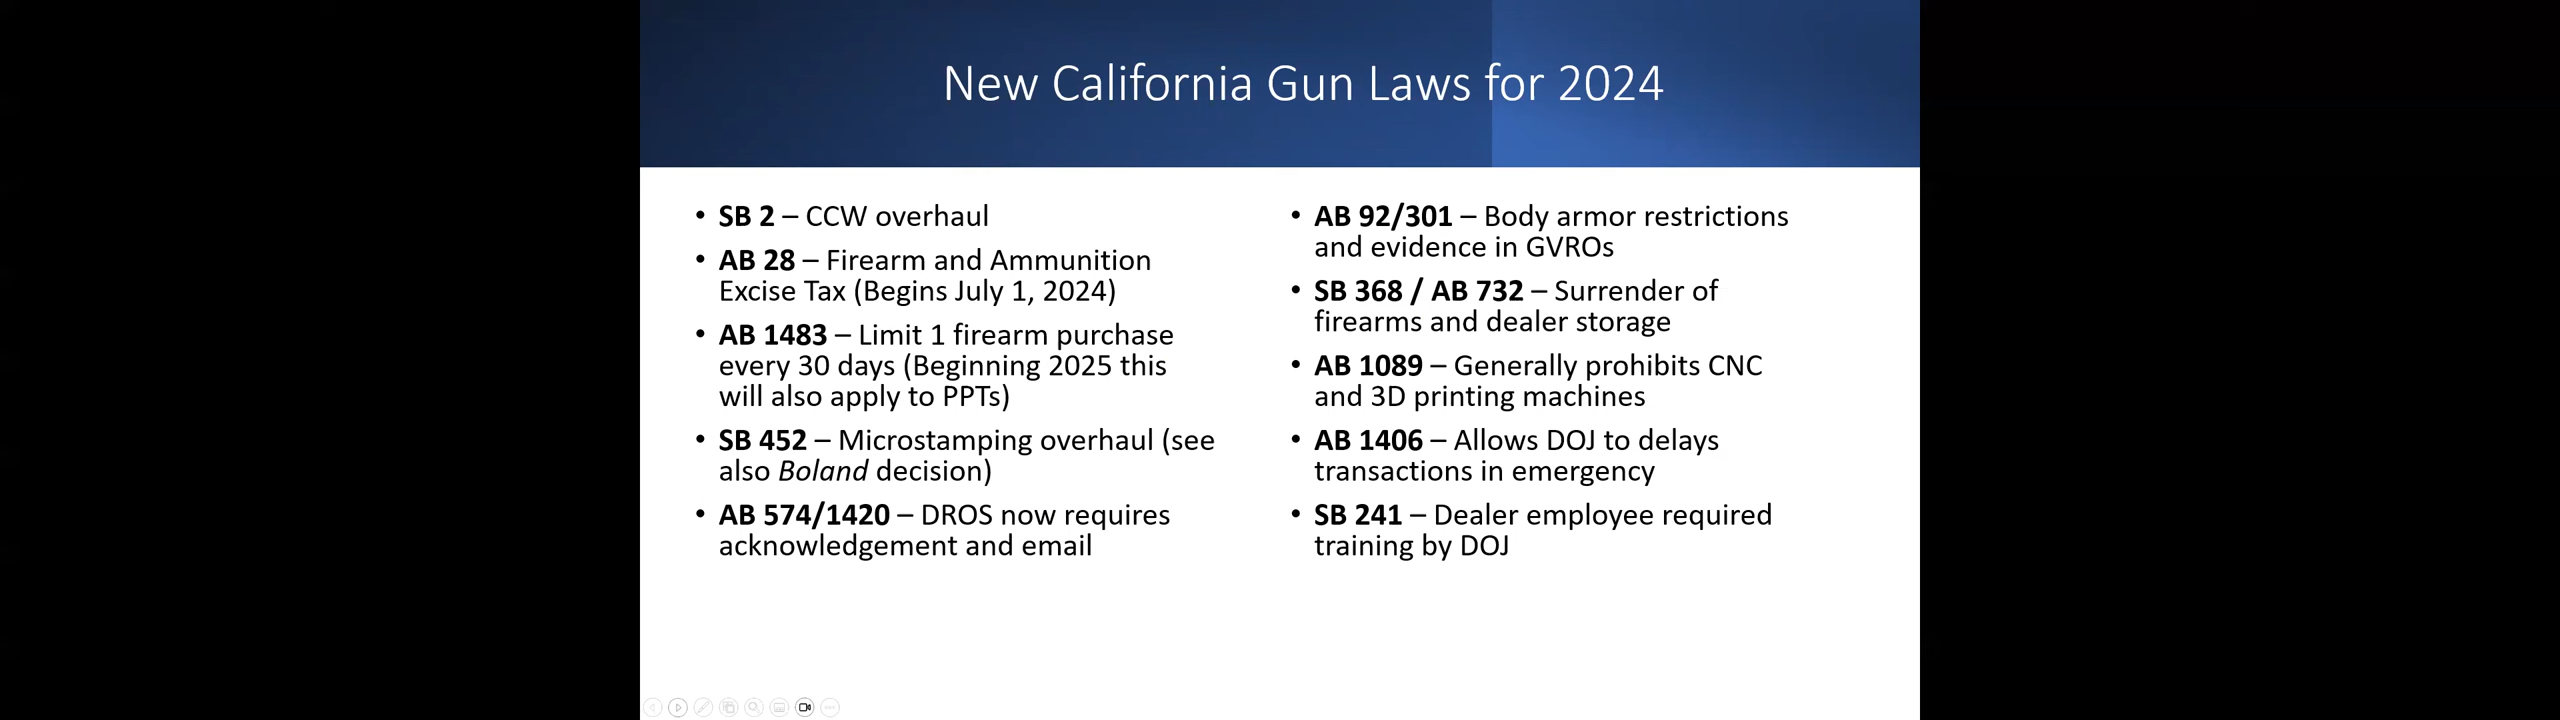 New California Gun Laws for 2024
• SB 2 – CCW overhaul
• AB 28 – Firearm and Ammunition
Excise Tax (Begins July 1, 2024)
• AB 1483 – Limit 1 firearm purchase
every 30 days (Beginning 2025 this
will also apply to PPTs)
• SB 452 – Microstamping overhaul (see
also Boland decision)
• AB 574/1420 – DROS now requires
acknowledgement and email
• AB 92/301 – Body armor restrictions
and evidence in GVROs
• SB 368 / AB 732 – Surrender of
firearms and dealer storage
• AB 1089 – Generally prohibits CNC
and 3D printing machines
• AB 1406 – Allows DOJ to delays
transactions in emergency
• SB 241 – Dealer employee required
training by DOJ